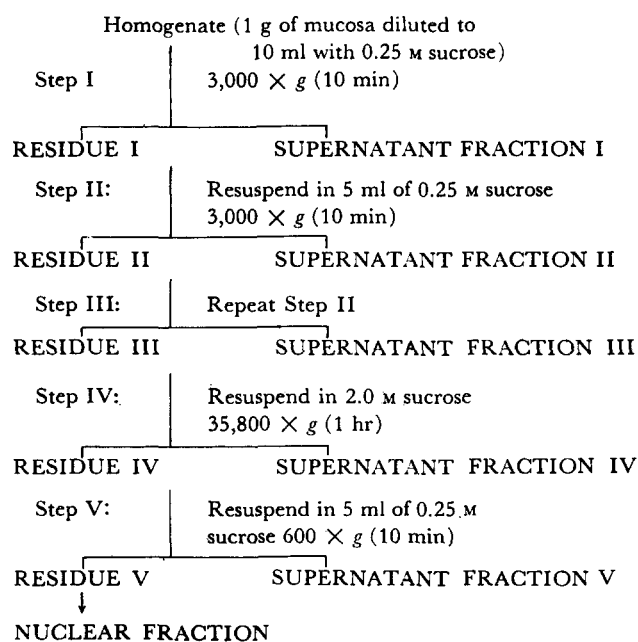 Homogenate (1 g of mucosa diluted to
10 ml with 0.25 M sucrose)
Step I 3,000 × g (10 min)
RESIDUE I SUPERNATANT FRACTION I
Step II: Resuspend in 5 ml of 0.25 M sucrose
3,000 × g (10 min)
RESIDUE II SUPERNATANT FRACTION II
Step III: Repeat Step II
RESIDUE III SUPERNATANT FRACTION III
Step IV: Resuspend in 2.0 M sucrose
35,800 × g (1 hr)
RESIDUE IV SUPERNATANT FRACTION IV
Step V: Resuspend in 5 ml of 0.25 M
sucrose 600 × g (10 min)
RESIDUE V SUPERNATANT FRACTION V
NUCLEAR FRACTION